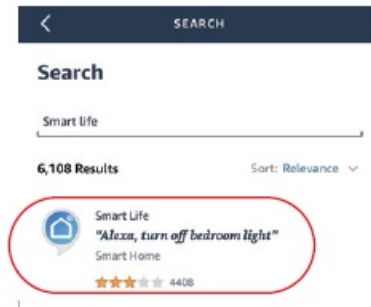 SEARCH
Search
Smart life
6,108 Results Sort: Relevance
Smart Life
"Alexa, turn off bedroom light"
Smart Home
4408